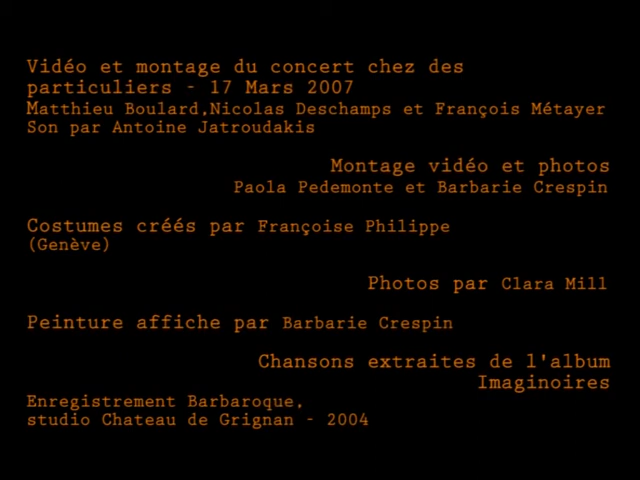 Vidéo et montage du concert chez des
particuliers - 17 Mars 2007
Matthieu Boulard,Nicolas Deschamps et François Métayer
Son par Antoine Jatroudakis
Montage vidéo et photos
Paola Pedemonte et Barbarie Crespin
Costumes créés par Françoise Philippe
(Genève)
Photos par Clara Mill
Peinture affiche par Barbarie Crespin
Chansons extraites de l'album
Imaginoires
Enregistrement Barbaroque,
studio Chateau de Grignan - 2004